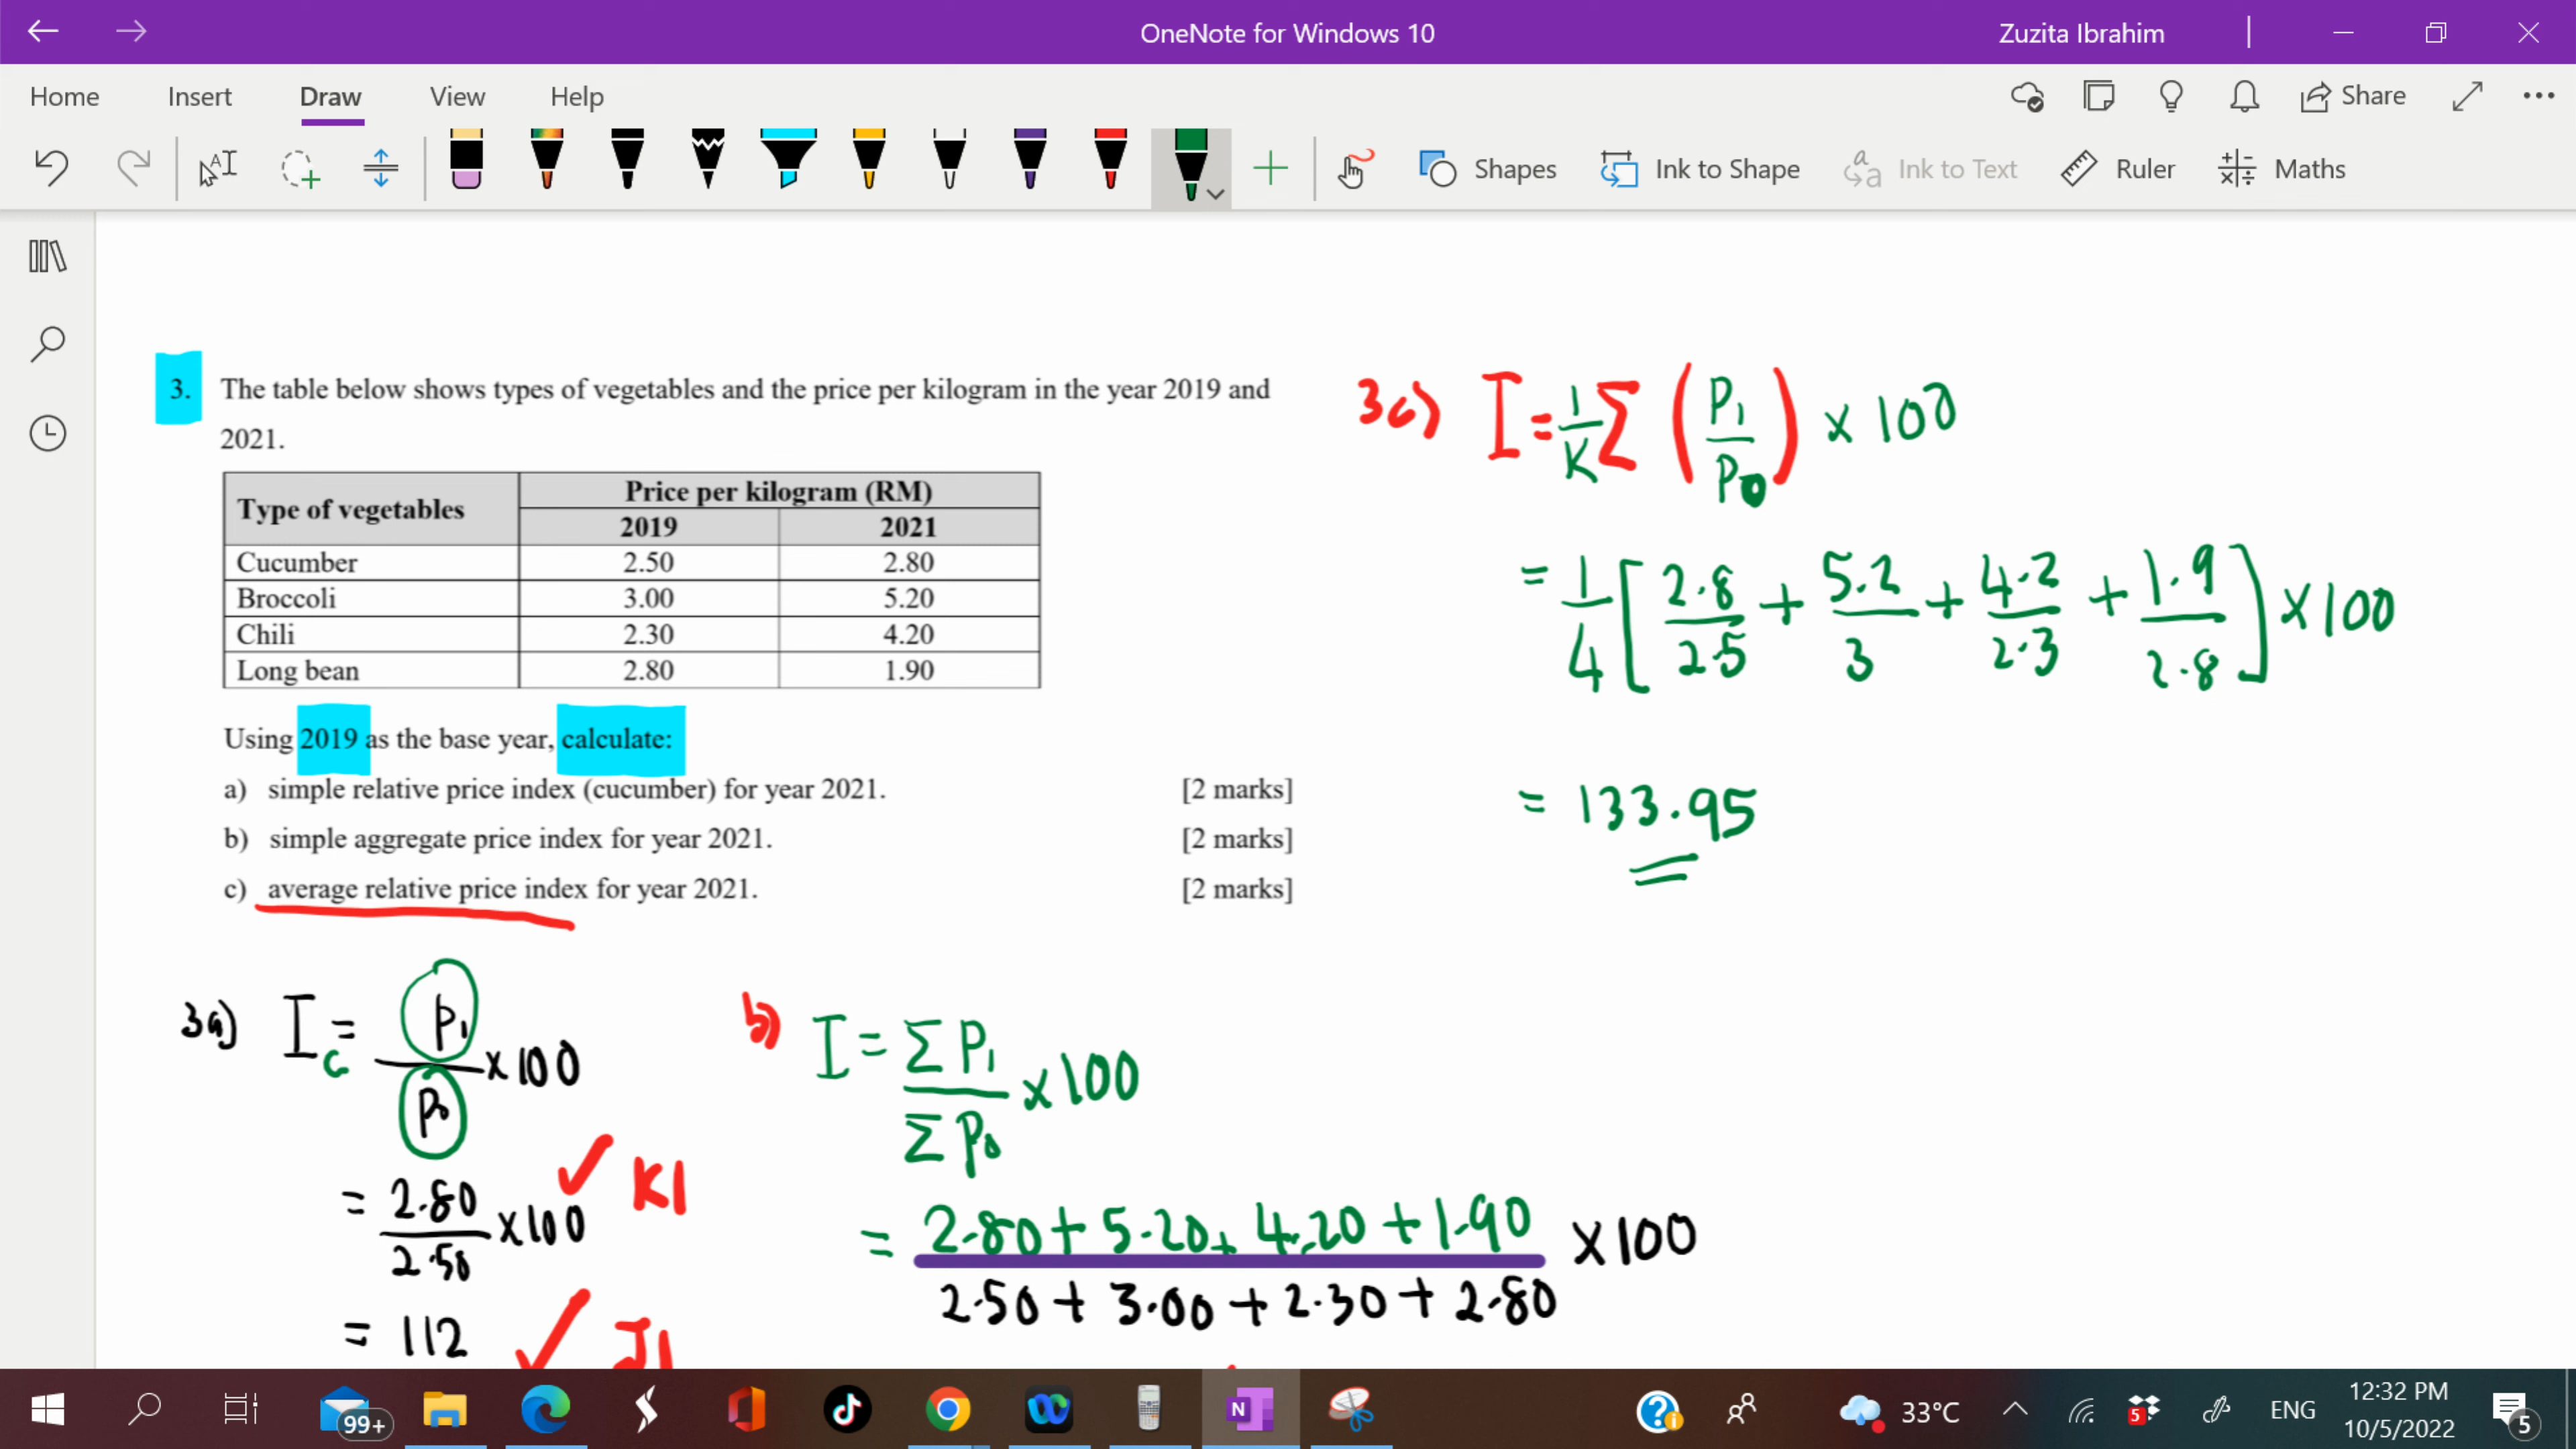 OneNote for Windows 10
Zuzita Ibrahim
Home Insert Draw View Help
Share
Shapes Ink to Shape Ink to Text Ruler Maths
3. The table below shows types of vegetables and the price per kilogram in the year 2019 and
2021.
Type of vegetables Price per kilogram (RM)
2019 2021
Cucumber 2.50 2.80
Broccoli 3.00 5.20
Chili 2.30 4.20
Long bean 2.80 1.90
Using 2019 as the base year, calculate:
a) simple relative price index (cucumber) for year 2021. [2 marks]
b) simple aggregate price index for year 2021. [2 marks]
c) average relative price index for year 2021. [2 marks]
3c) I = 1/K Σ (P₁/P₀) × 100
= 1/4 [2.8/2.5 + 5.2/3 + 4.2/2.3 + 1.9/2.8] × 100
= 133.95
3a) I c = P₁/P₀ × 100
= 2.80/2.50 × 100 ✓ K1
= 112 ✓ J1
b) I = Σ P₁/Σ P₀ × 100
= 2.80 + 5.20 + 4.20 + 1.90 × 100
2.50 + 3.00 + 2.30 + 2.80
99+
33°C
5
ENG
12:32 PM
10/5/2022
5